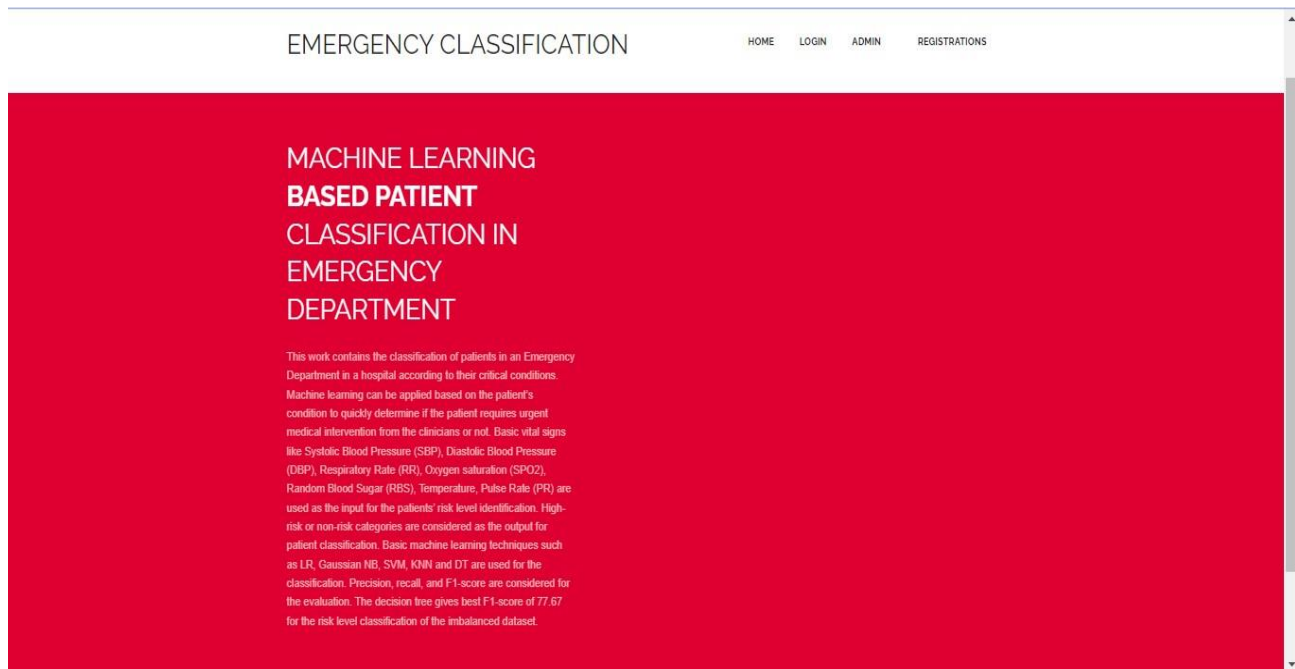 EMERGENCY CLASSIFICATION
HOME LOGIN ADMIN REGISTRATIONS
MACHINE LEARNING
BASED PATIENT
CLASSIFICATION IN
EMERGENCY
DEPARTMENT
This work contains the classification of patients in an Emergency
Department in a hospital according to their critical conditions.
Machine learning can be applied based on the patient's
condition to quickly determine if the patient requires urgent
medical intervention from the clinicians or not. Basic vital signs
like Systolic Blood Pressure (SBP), Diastolic Blood Pressure
(DBP), Respiratory Rate (RR), Oxygen saturation (SPO2),
Random Blood Sugar (RBS), Temperature, Pulse Rate (PR) are
used as the input for the patients' risk level identification. High-
risk or non-risk categories are considered as the output for
patient classification. Basic machine learning techniques such
as LR, Gaussian NB, SVM, KNN and DT are used for the
classification. Precision, recall, and F1-score are considered for
the evaluation. The decision tree gives best F1-score of 77.67
for the risk level classification of the imbalanced dataset.